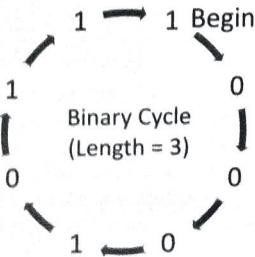 1 1 Begin
1 0
Binary Cycle
(Length = 3)
0 0
1 0